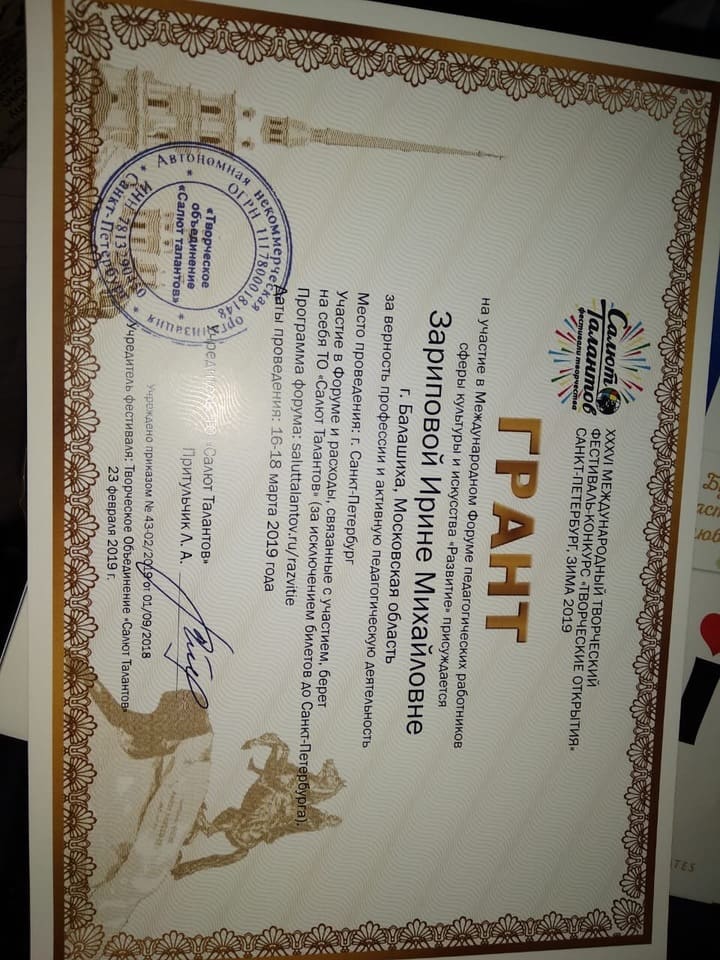 Салют Талантов
фестивали творчества
XXXVI МЕЖДУНАРОДНЫЙ ТВОРЧЕСКИЙ
ФЕСТИВАЛЬ-КОНКУРС «ТВОРЧЕСКИЕ ОТКРЫТИЯ»
САНКТ-ПЕТЕРБУРГ, ЗИМА 2019
ГРАНТ
на участие в Международном Форуме педагогических работников
сферы культуры и искусства «Развитие» присуждается
Зариповой Ирине Михайловне
г. Балашиха, Московская область
за верность профессии и активную педагогическую деятельность
Место проведения: г. Санкт-Петербург
Участие в Форуме и расходы, связанные с участием, берет
на себя ТО «Салют Талантов» (за исключением билетов до Санкт-Петербурга).
Программа форума: saluttalantov.ru/razvitie
Даты проведения: 16-18 марта 2019 года
«Салют Талантов»
Притульчик Л. А.
Учреждено приказом № 43-02/2019 от 01/09/2018
Учредитель фестиваля: Творческое Объединение «Салют Талантов»
23 февраля 2019 г.
Автономная некоммерческая организация
Санкт-Петербург
ОГРН 1117800018148
ИНН
«Творческое
объединение
«Салют талантов»